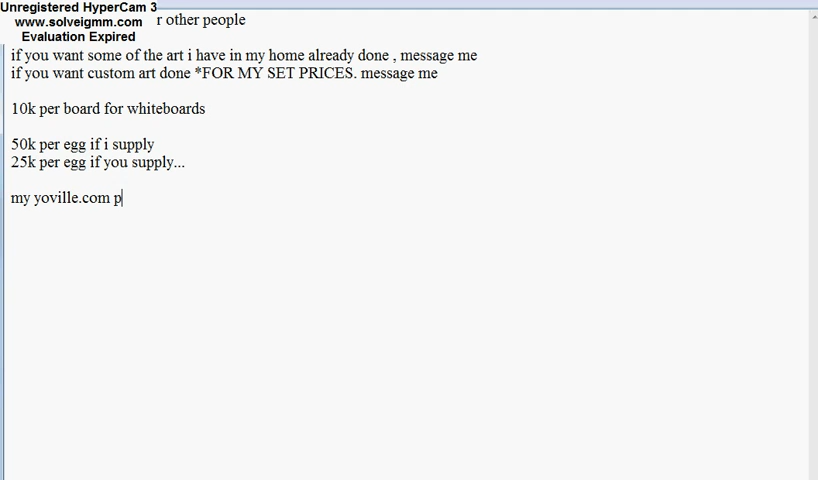 Unregistered HyperCam 3
www.solveigmm.com
Evaluation Expired
r other people
if you want some of the art i have in my home already done , message me
if you want custom art done *FOR MY SET PRICES. message me
10k per board for whiteboards
50k per egg if i supply
25k per egg if you supply...
my yoville.com p